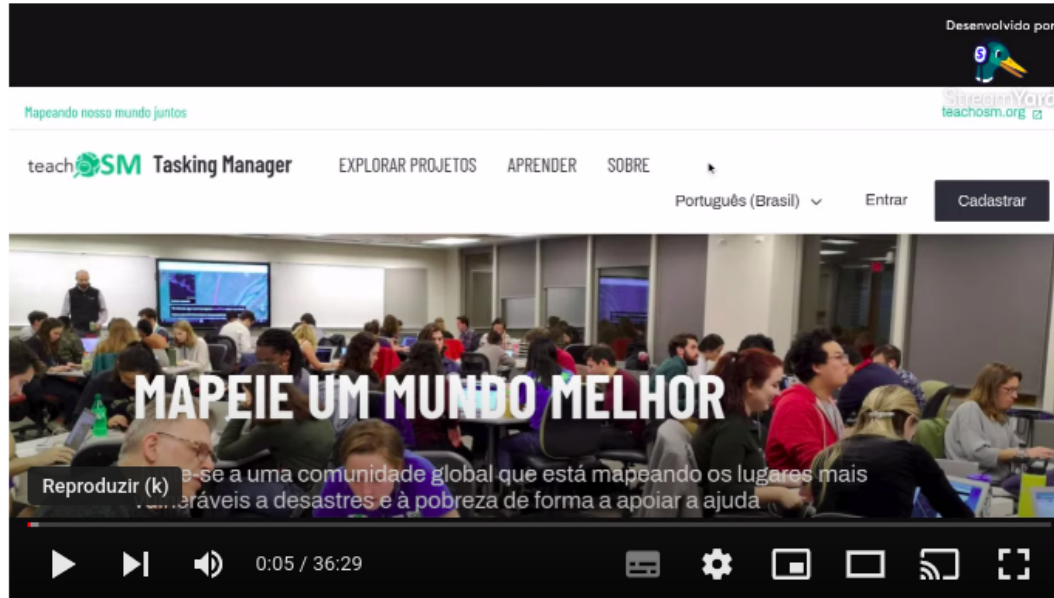 Desenvolvido por
S
StreamYard
Mapeando nosso mundo juntos
teachosm.org
teachOSM Tasking Manager
EXPLORAR PROJETOS
APRENDER
SOBRE
Português (Brasil)
Entrar
Cadastrar
MAPEIE UM MUNDO MELHOR
e-se a uma comunidade global que está mapeando os lugares mais
vulneráveis a desastres e à pobreza de forma a apoiar a ajuda
Reproduzir (k)
0:05 / 36:29